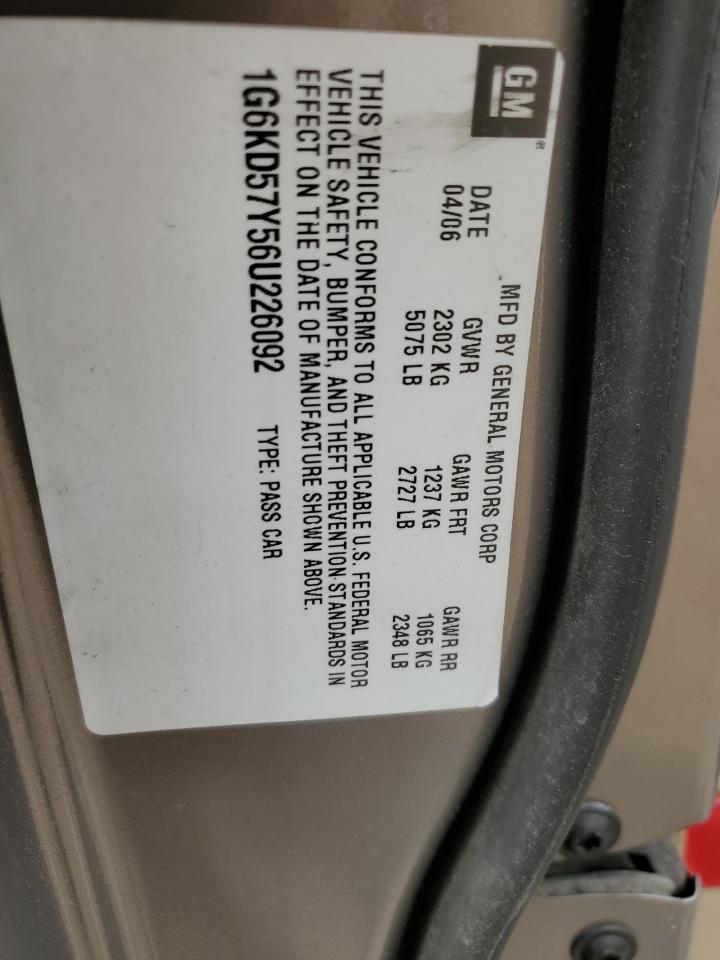 GM
MFD BY GENERAL MOTORS CORP
DATE GVWR GAWR FRT GAWR RR
04/06 2302 KG 1237 KG 1065 KG
5075 LB 2727 LB 2348 LB
THIS VEHICLE CONFORMS TO ALL APPLICABLE U.S. FEDERAL MOTOR
VEHICLE SAFETY, BUMPER, AND THEFT PREVENTION STANDARDS IN
EFFECT ON THE DATE OF MANUFACTURE SHOWN ABOVE.
1G6KD57Y56U226092 TYPE: PASS CAR